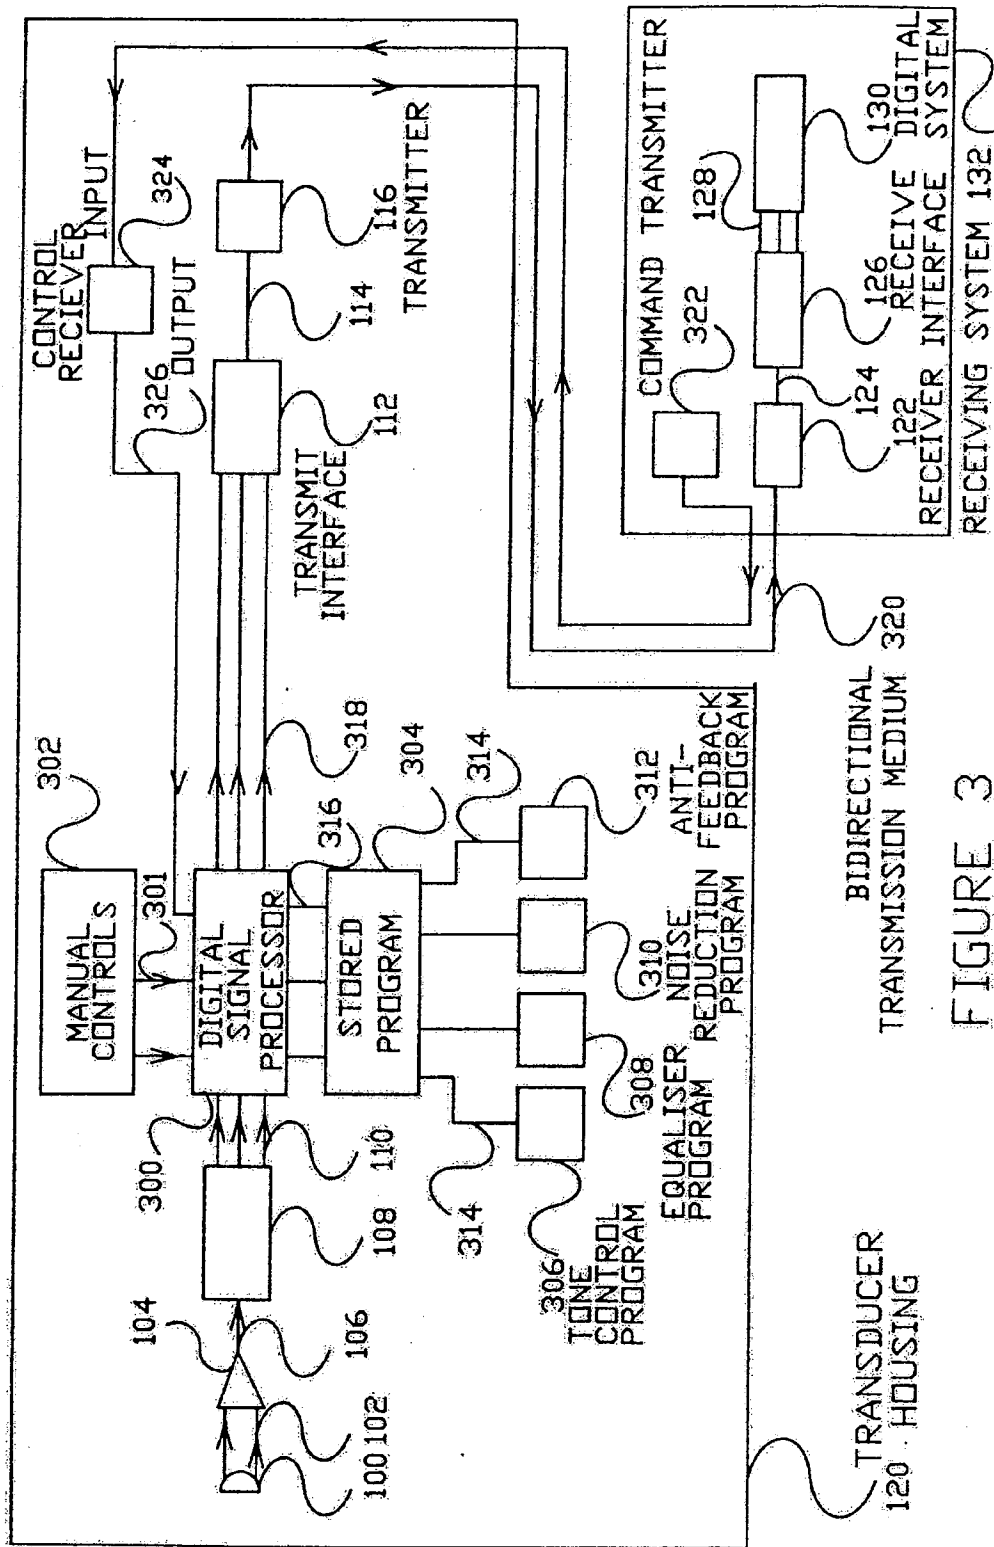 CONTROL
RECIEVER
INPUT
324
326
OUTPUT
302
MANUAL
CONTROLS
301
300
DIGITAL
SIGNAL
PROCESSOR
318
316
STORED
PROGRAM
304
314
314
306
TONE
CONTROL
PROGRAM
308
EQUALISER
PROGRAM
310
NOISE
REDUCTION
PROGRAM
312
ANTI-
FEEDBACK
PROGRAM
104
106
100 102
108
110
TRANSMIT
INTERFACE
112
114
116
TRANSMITTER
COMMAND TRANSMITTER
322
128
122
124
126
130
RECEIVE
DIGITAL
RECEIVER INTERFACE SYSTEM
RECEIVING SYSTEM 132
BIDIRECTIONAL
TRANSMISSION MEDIUM 320
TRANSDUCER
120 HOUSING
FIGURE 3